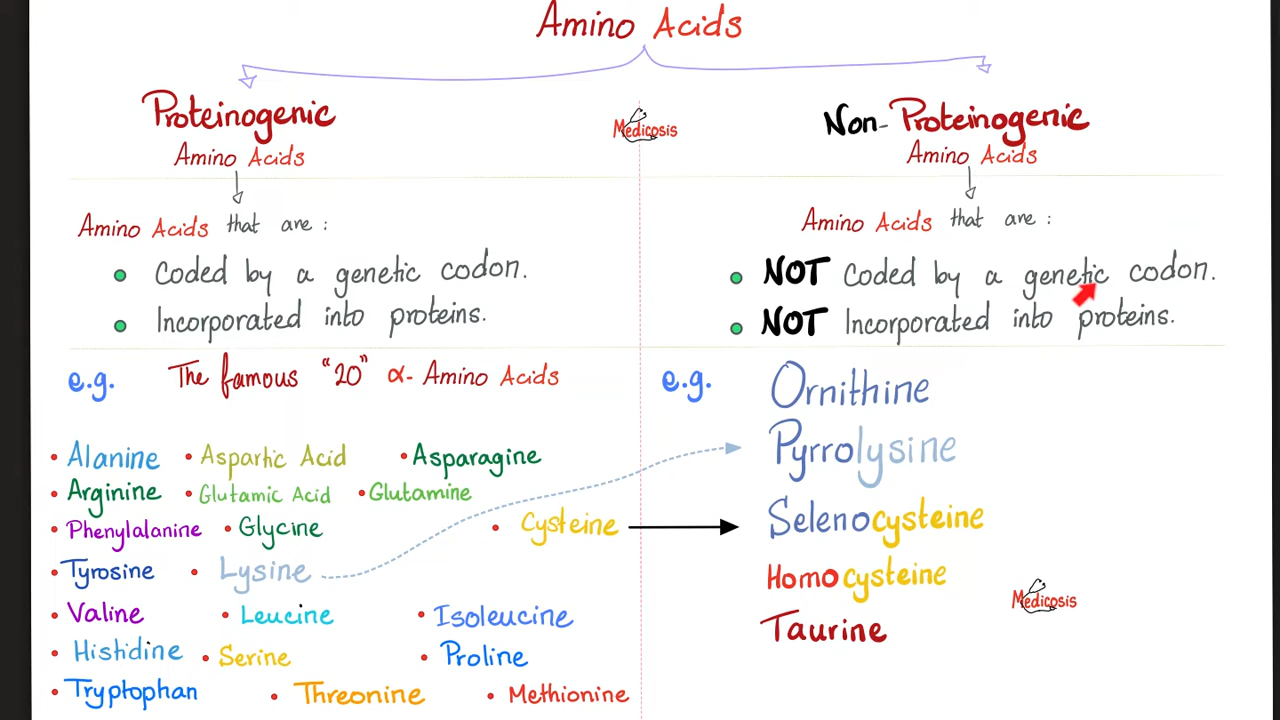 Amino Acids
Proteinogenic
Amino Acids
Medicosis
Non-Proteinogenic
Amino Acids
Amino Acids that are :
• Coded by a genetic codon.
• Incorporated into proteins.
Amino Acids that are :
• NOT Coded by a genetic codon.
• NOT Incorporated into proteins.
e.g. The famous "20" α-Amino Acids
• Alanine • Aspartic Acid • Asparagine
• Arginine • Glutamic Acid • Glutamine
• Phenylalanine • Glycine • Cysteine
• Tyrosine • Lysine
• Valine • Leucine • Isoleucine
• Histidine • Serine • Proline
• Tryptophan • Threonine • Methionine
e.g. Ornithine
Pyrrolysine
Selenocysteine
Homocysteine
Taurine
Medicosis